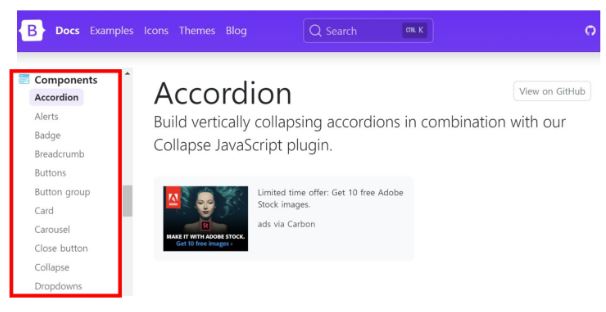 B Docs Examples Icons Themes Blog Search CTRL K
Components
Accordion
Alerts
Badge
Breadcrumb
Buttons
Button group
Card
Carousel
Close button
Collapse
Dropdowns
Accordion
View on GitHub
Build vertically collapsing accordions in combination with our
Collapse JavaScript plugin.
MAKE IT WITH ADOBE STOCK.
Get 10 free images ›
Limited time offer: Get 10 free Adobe
Stock images.
ads via Carbon